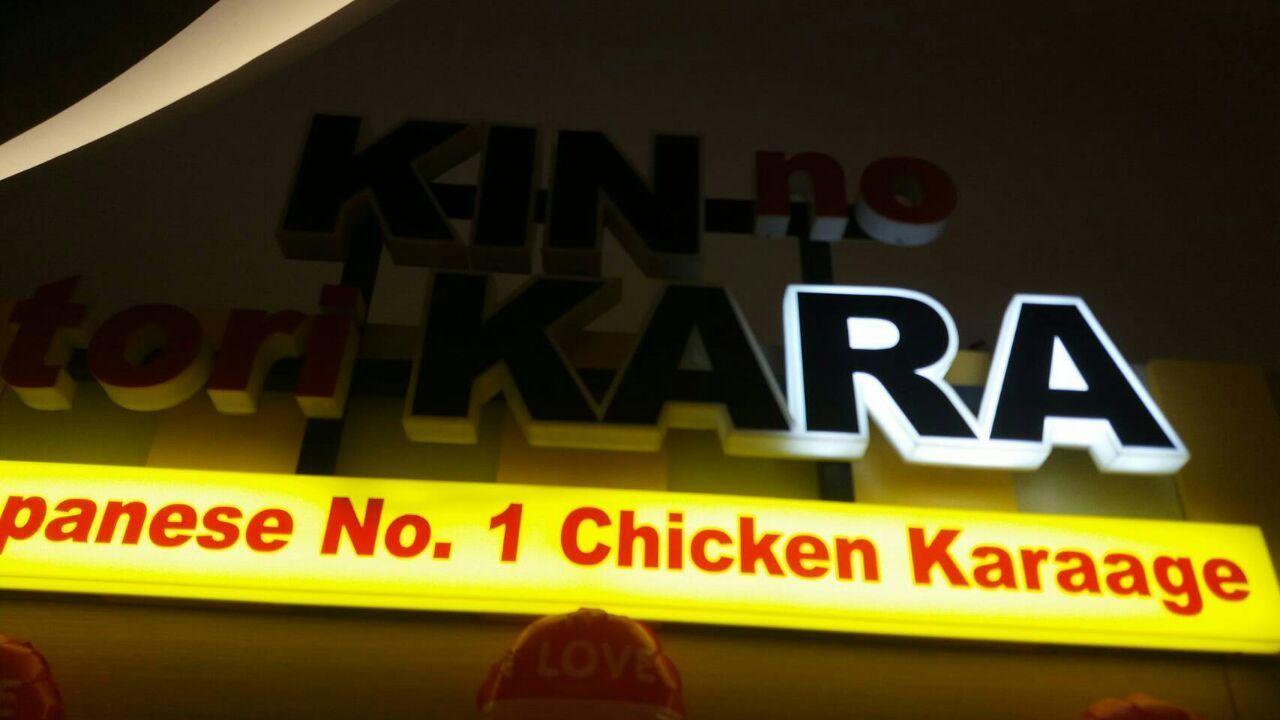 KIN no
tori KARA
panese No. 1 Chicken Karaage
LOVE
E